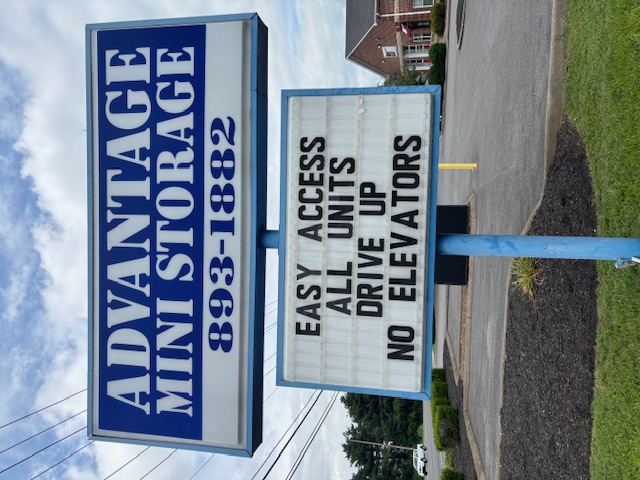 ADVANTAGE
MINI STORAGE
893-1882
EASY ACCESS
ALL UNITS
DRIVE UP
NO ELEVATORS